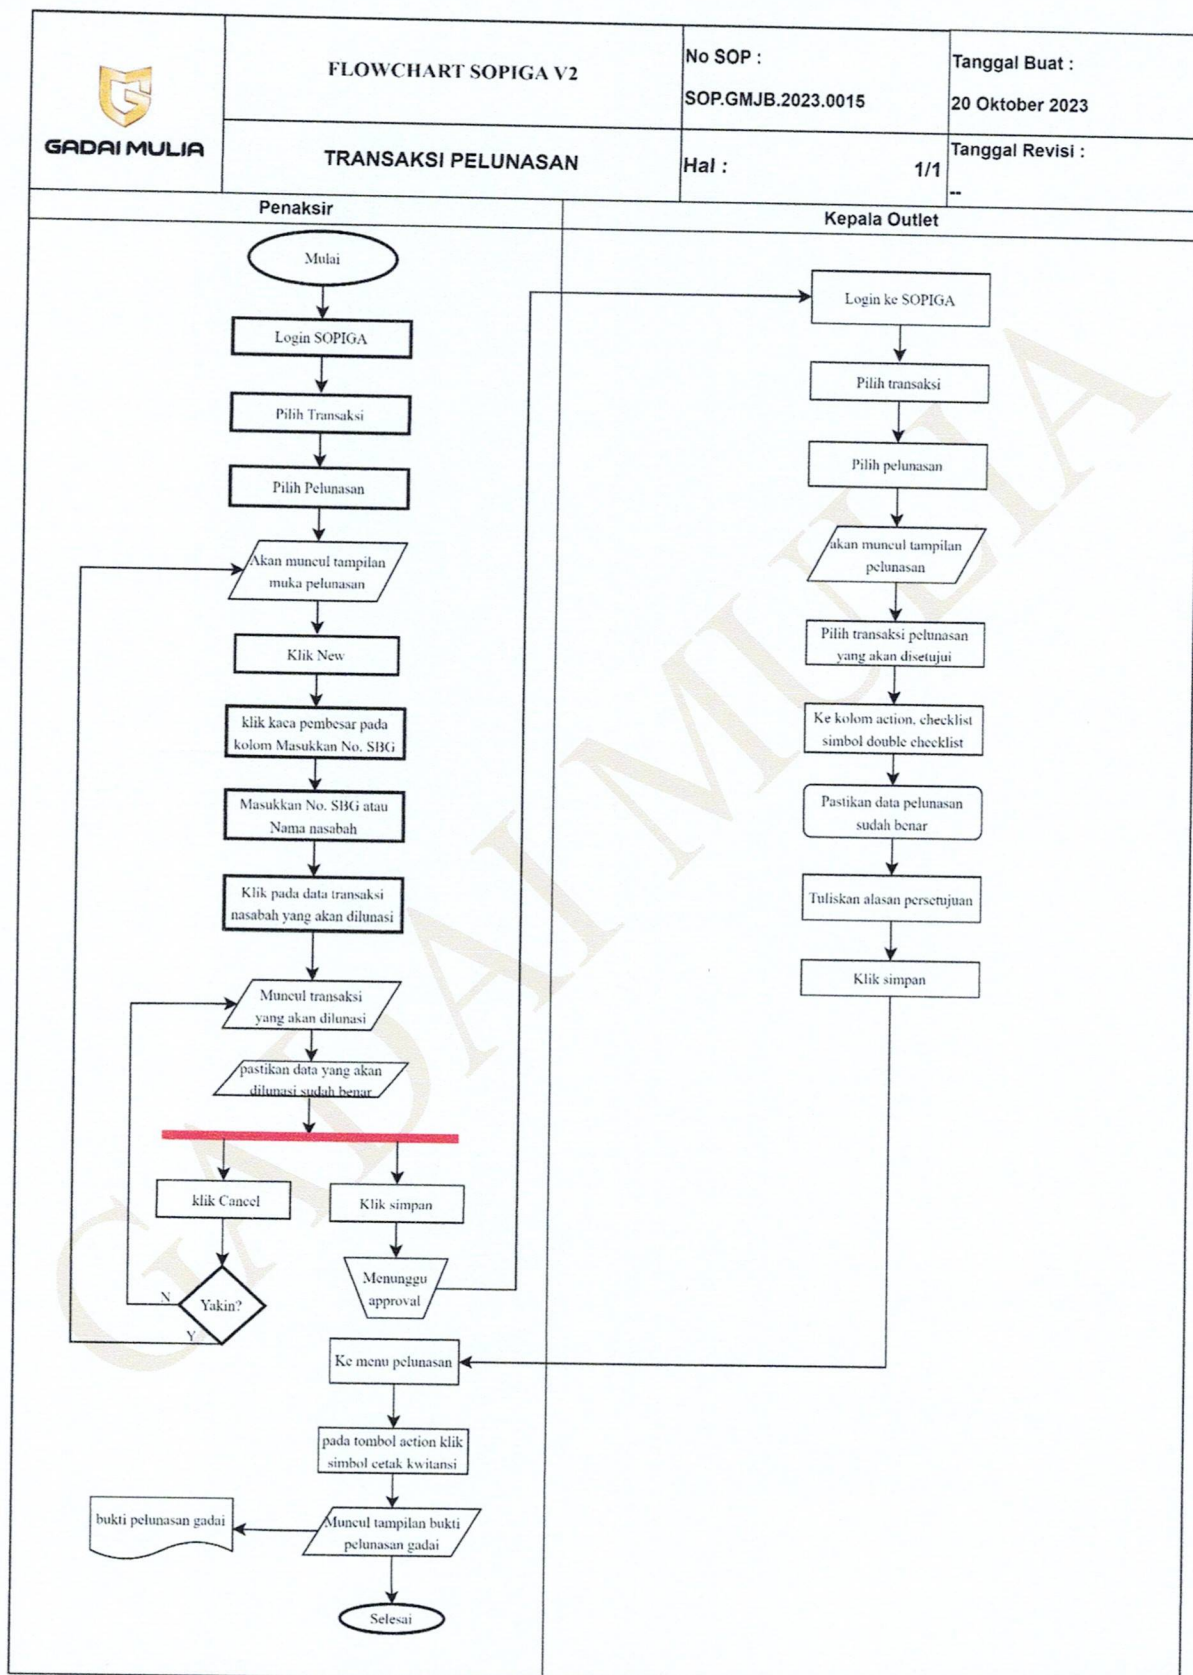 GADAI MULIA
FLOWCHART SOPIGA V2
TRANSAKSI PELUNASAN
No SOP :
SOP.GMJB.2023.0015
Hal : 1/1
Tanggal Buat :
20 Oktober 2023
Tanggal Revisi :
--
Penaksir
Kepala Outlet
Mulai
Login SOPIGA
Pilih Transaksi
Pilih Pelunasan
Akan muncul tampilan
muka pelunasan
Klik New
klik kaca pembesar pada
kolom Masukkan No. SBG
Masukkan No. SBG atau
Nama nasabah
Klik pada data transaksi
nasabah yang akan dilunasi
Muncul transaksi
yang akan dilunasi
pastikan data yang akan
dilunasi sudah benar
klik Cancel
Klik simpan
Yakin?
N
Y
Menunggu
approval
Login ke SOPIGA
Pilih transaksi
Pilih pelunasan
akan muncul tampilan
pelunasan
Pilih transaksi pelunasan
yang akan disetujui
Ke kolom action, checklist
simbol double checklist
Pastikan data pelunasan
sudah benar
Tuliskan alasan persetujuan
Klik simpan
Ke menu pelunasan
pada tombol action klik
simbol cetak kwitansi
Muncul tampilan bukti
pelunasan gadai
bukti pelunasan gadai
Selesai
GADAI MULIA